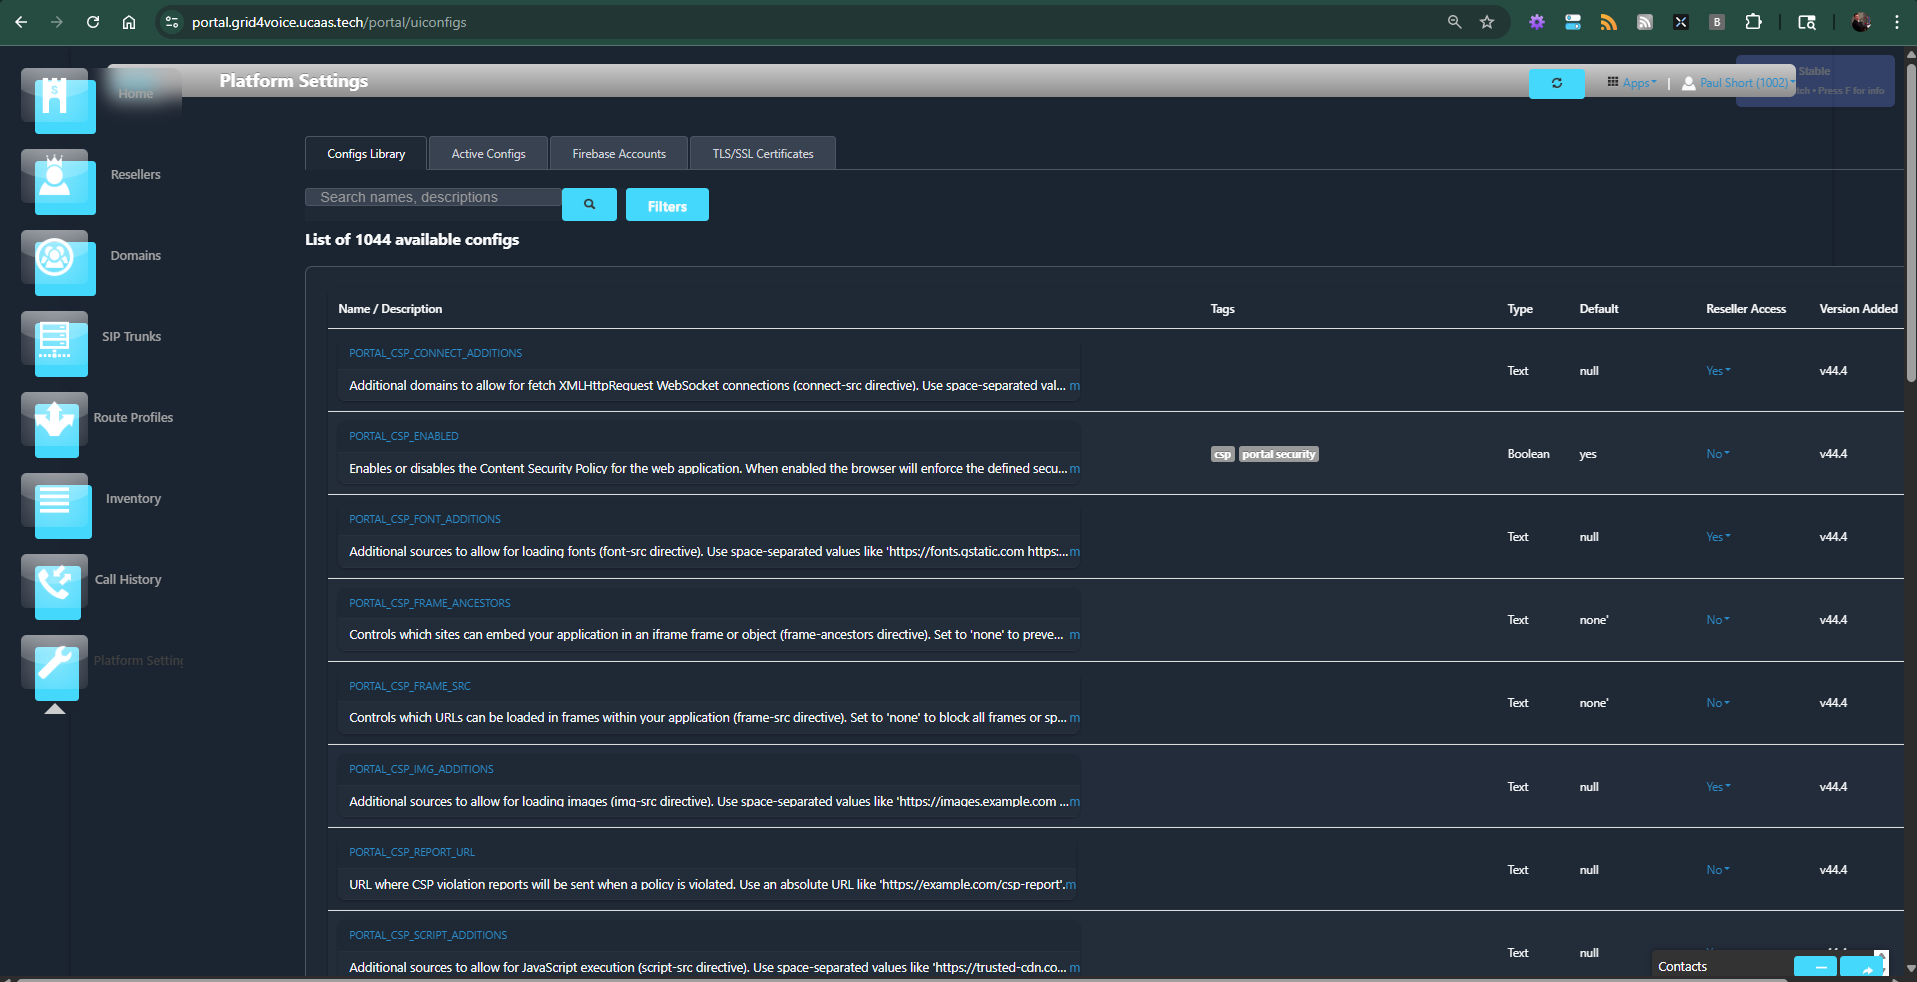 portal.grid4voice.ucaas.tech/portal/uiconfigs
Home
Platform Settings
Apps
|
Paul Short (1002)
Stable
• Press F for info
Resellers
Domains
SIP Trunks
Route Profiles
Inventory
Call History
Platform Setting
Configs Library
Active Configs
Firebase Accounts
TLS/SSL Certificates
Search names, descriptions
Filters
List of 1044 available configs
Name / Description
Tags
Type
Default
Reseller Access
Version Added
PORTAL_CSP_CONNECT_ADDITIONS
Additional domains to allow for fetch XMLHttpRequest WebSocket connections (connect-src directive). Use space-separated val... m
Text
null
Yes
v44.4
PORTAL_CSP_ENABLED
Enables or disables the Content Security Policy for the web application. When enabled the browser will enforce the defined secu... m
csp
portal security
Boolean
yes
No
v44.4
PORTAL_CSP_FONT_ADDITIONS
Additional sources to allow for loading fonts (font-src directive). Use space-separated values like 'https://fonts.gstatic.com https:... m
Text
null
Yes
v44.4
PORTAL_CSP_FRAME_ANCESTORS
Controls which sites can embed your application in an iframe frame or object (frame-ancestors directive). Set to 'none' to preve... m
Text
none'
No
v44.4
PORTAL_CSP_FRAME_SRC
Controls which URLs can be loaded in frames within your application (frame-src directive). Set to 'none' to block all frames or sp... m
Text
none'
No
v44.4
PORTAL_CSP_IMG_ADDITIONS
Additional sources to allow for loading images (img-src directive). Use space-separated values like 'https://images.example.com ... m
Text
null
Yes
v44.4
PORTAL_CSP_REPORT_URL
URL where CSP violation reports will be sent when a policy is violated. Use an absolute URL like 'https://example.com/csp-report'. m
Text
null
No
v44.4
PORTAL_CSP_SCRIPT_ADDITIONS
Additional sources to allow for JavaScript execution (script-src directive). Use space-separated values like 'https://trusted-cdn.co... m
Text
null
Contacts